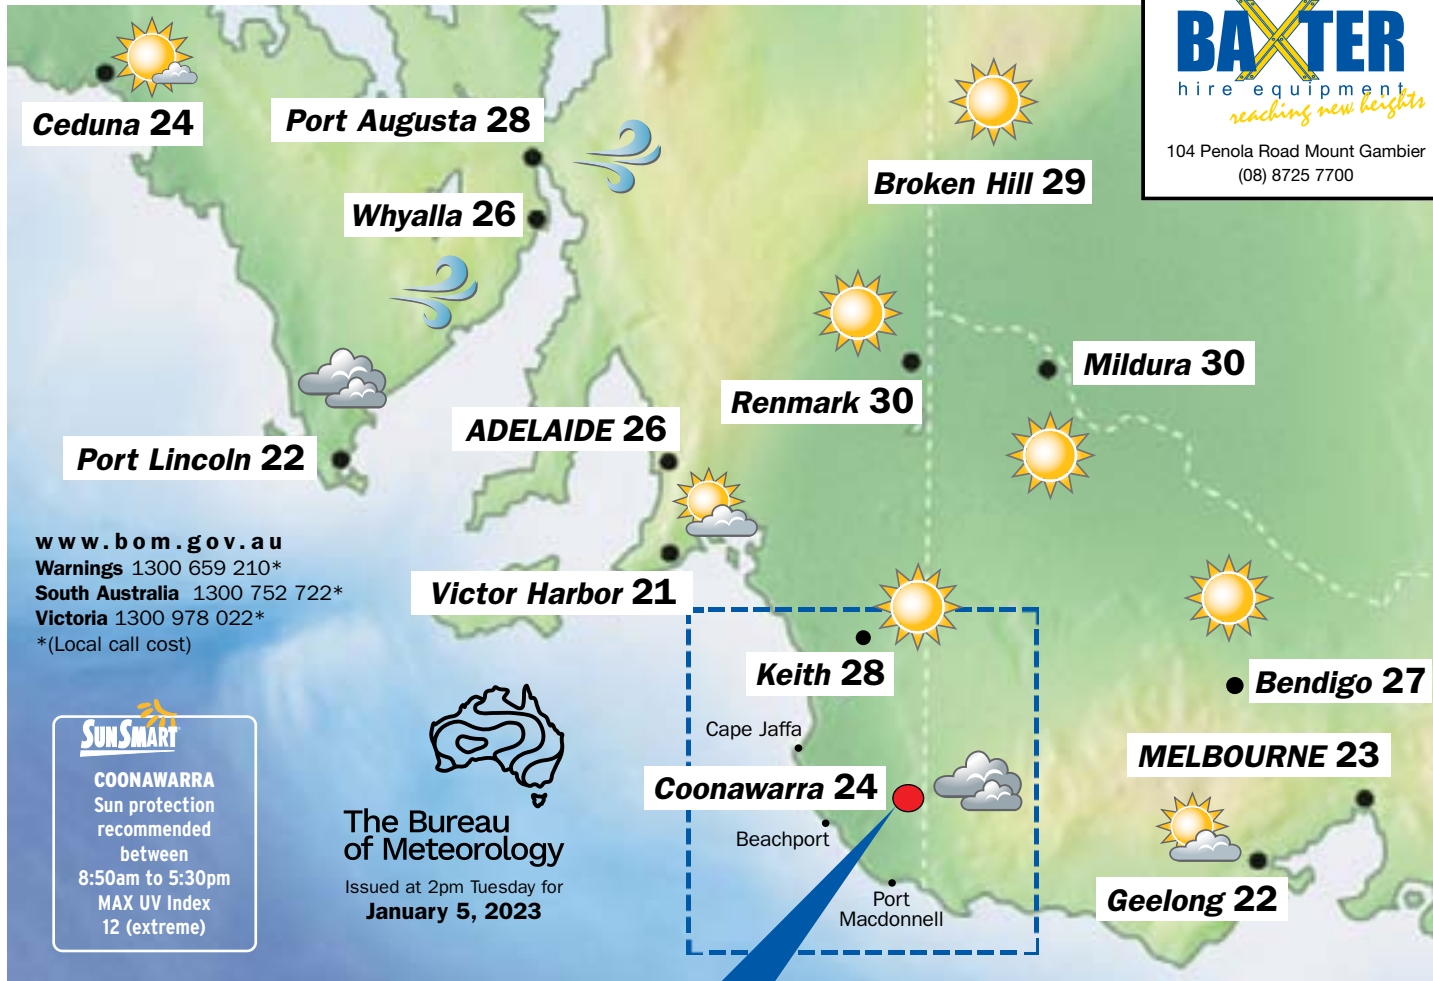 BAXTER
hire equipment
reaching new heights
104 Penola Road Mount Gambier
(08) 8725 7700
Ceduna 24
Port Augusta 28
Whyalla 26
Broken Hill 29
Renmark 30
Mildura 30
ADELAIDE 26
Port Lincoln 22
Victor Harbor 21
www.bom.gov.au
Warnings 1300 659 210*
South Australia 1300 752 722*
Victoria 1300 978 022*
*(Local call cost)
Keith 28
Bendigo 27
Cape Jaffa
MELBOURNE 23
Coonawarra 24
Beachport
Port
Macdonnell
Geelong 22
SUNSMART
COONAWARRA
Sun protection
recommended
between
8:50am to 5:30pm
MAX UV Index
12 (extreme)
The Bureau
of Meteorology
Issued at 2pm Tuesday for
January 5, 2023